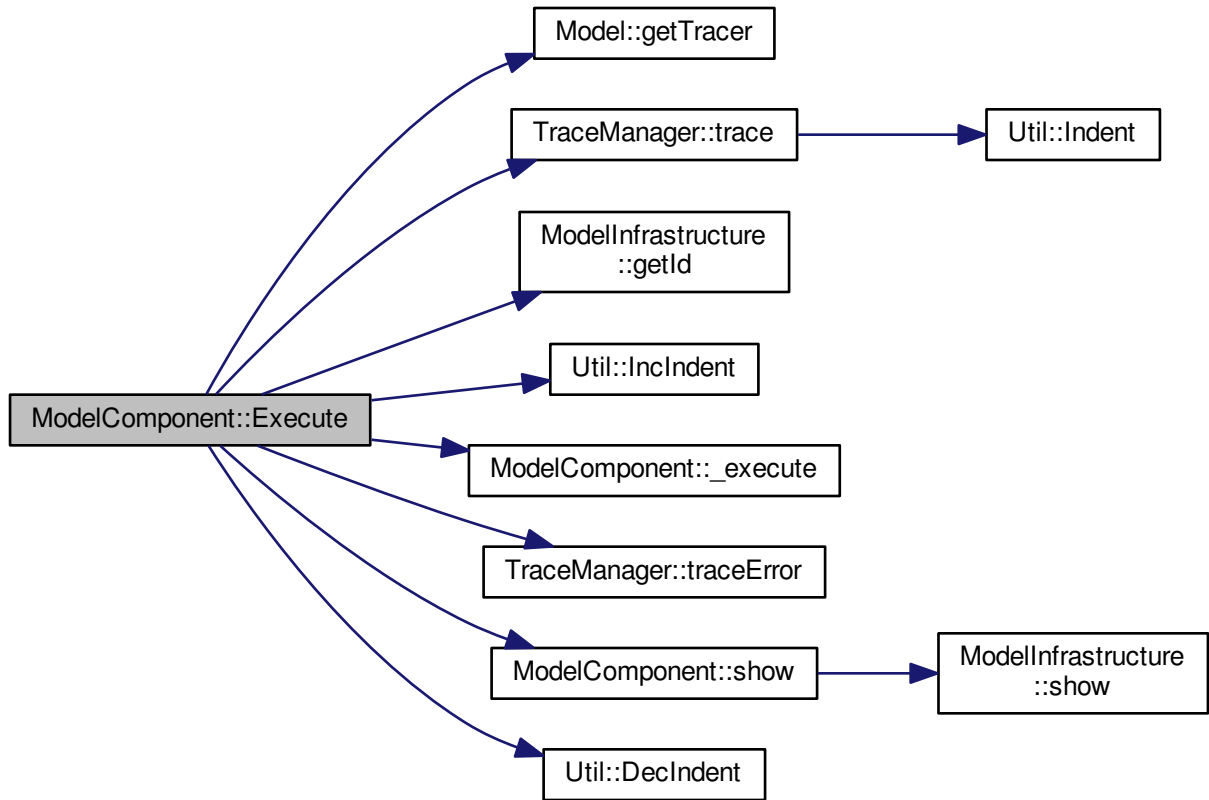 Model::getTracer
TraceManager::trace
Util::Indent
ModelInfrastructure
::getId
Util::IncIndent
ModelComponent::Execute
ModelComponent::_execute
TraceManager::traceError
ModelComponent::show
ModelInfrastructure
::show
Util::DecIndent